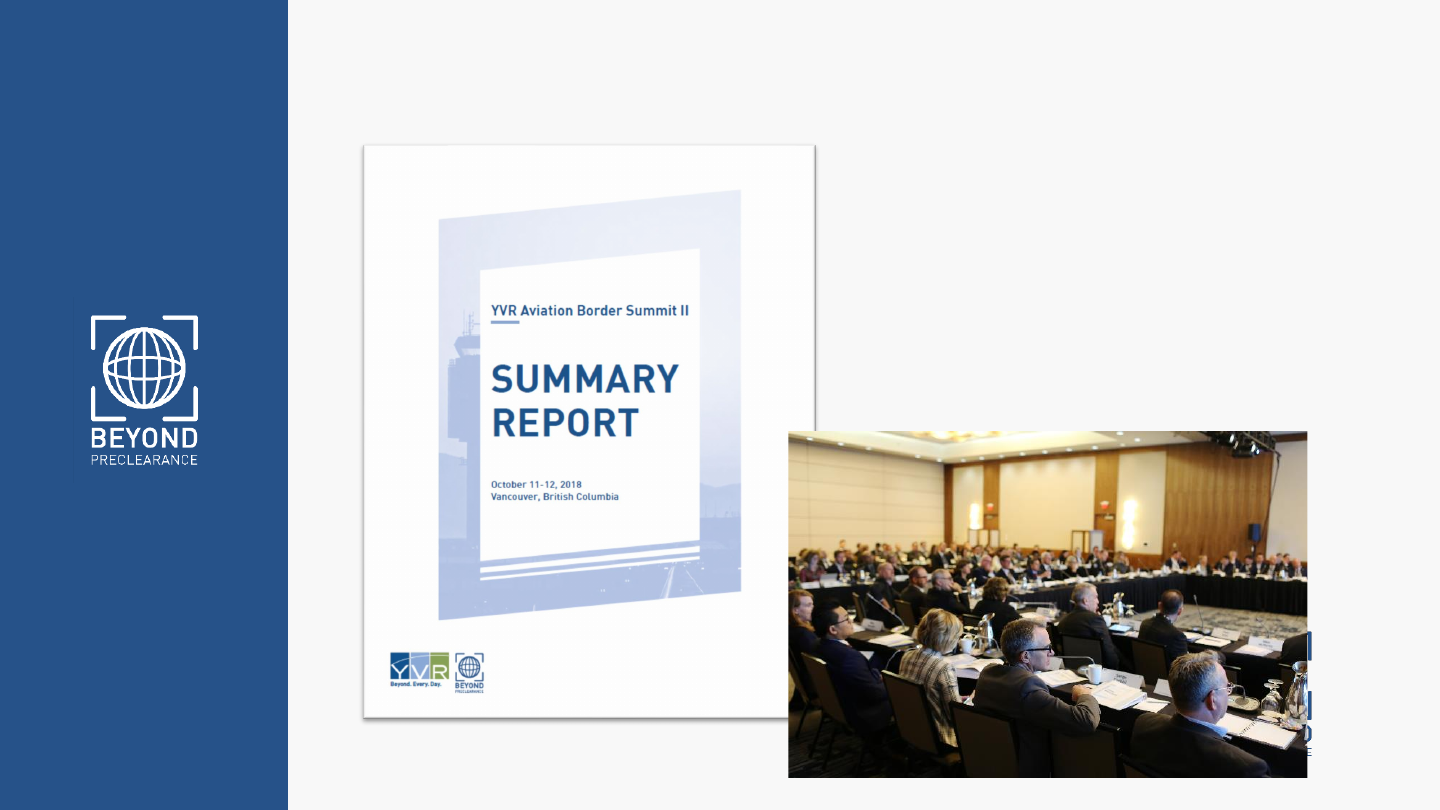 BEYOND
PRECLEARANCE
YVR Aviation Border Summit II
SUMMARY
REPORT
October 11-12, 2018
Vancouver, British Columbia
YVR
Beyond. Every. Day.
BEYOND
PRECLEARANCE